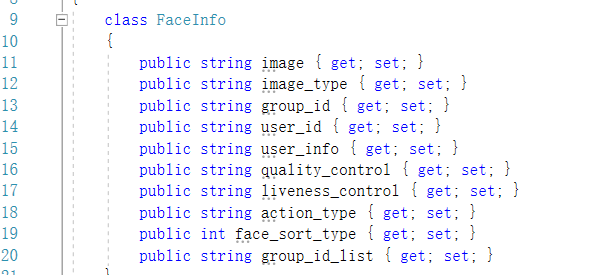 9 class FaceInfo
10 {
11 public string image { get; set; }
12 public string image_type { get; set; }
13 public string group_id { get; set; }
14 public string user_id { get; set; }
15 public string user_info { get; set; }
16 public string quality_control { get; set; }
17 public string liveness_control { get; set; }
18 public string action_type { get; set; }
19 public int face_sort_type { get; set; }
20 public string group_id_list { get; set; }